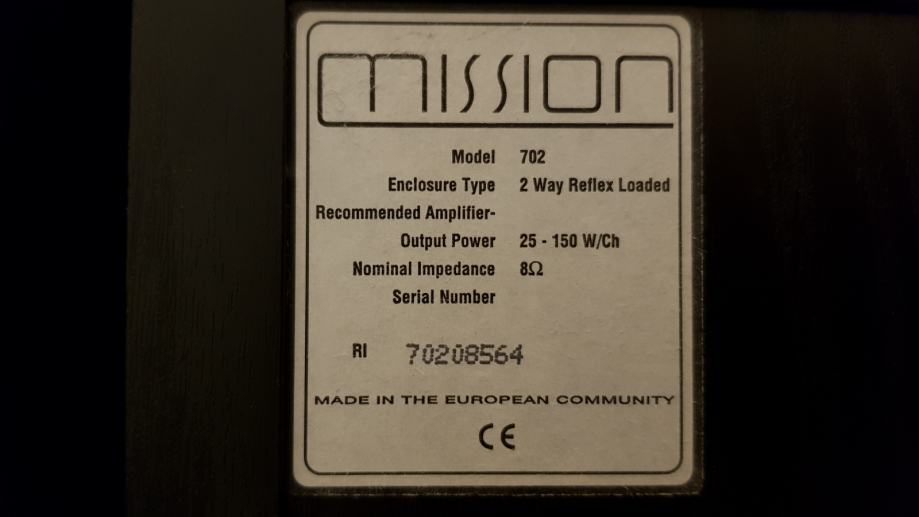 mission
Model 702
Enclosure Type 2 Way Reflex Loaded
Recommended Amplifier-
Output Power 25 - 150 W/Ch
Nominal Impedance 8Ω
Serial Number
RI 70208564
MADE IN THE EUROPEAN COMMUNITY
CE